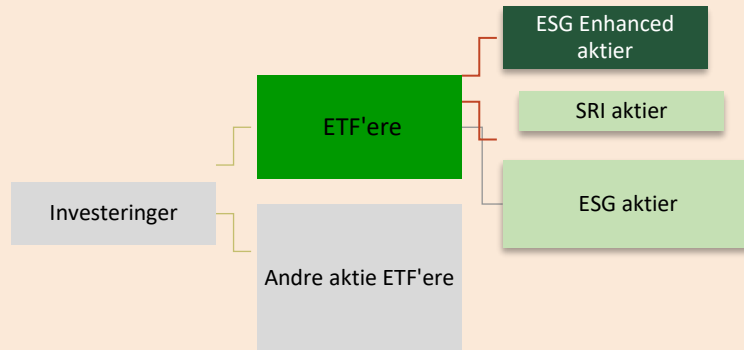 ESG Enhanced
aktier
ETF'ere
SRI aktier
ESG aktier
Investeringer
Andre aktie ETF'ere